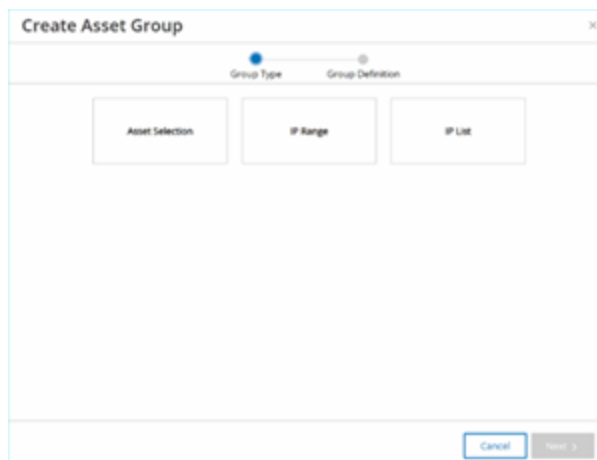 Create Asset Group
Group Type
Group Definition
Asset Selection
IP Range
IP List
Cancel
Next